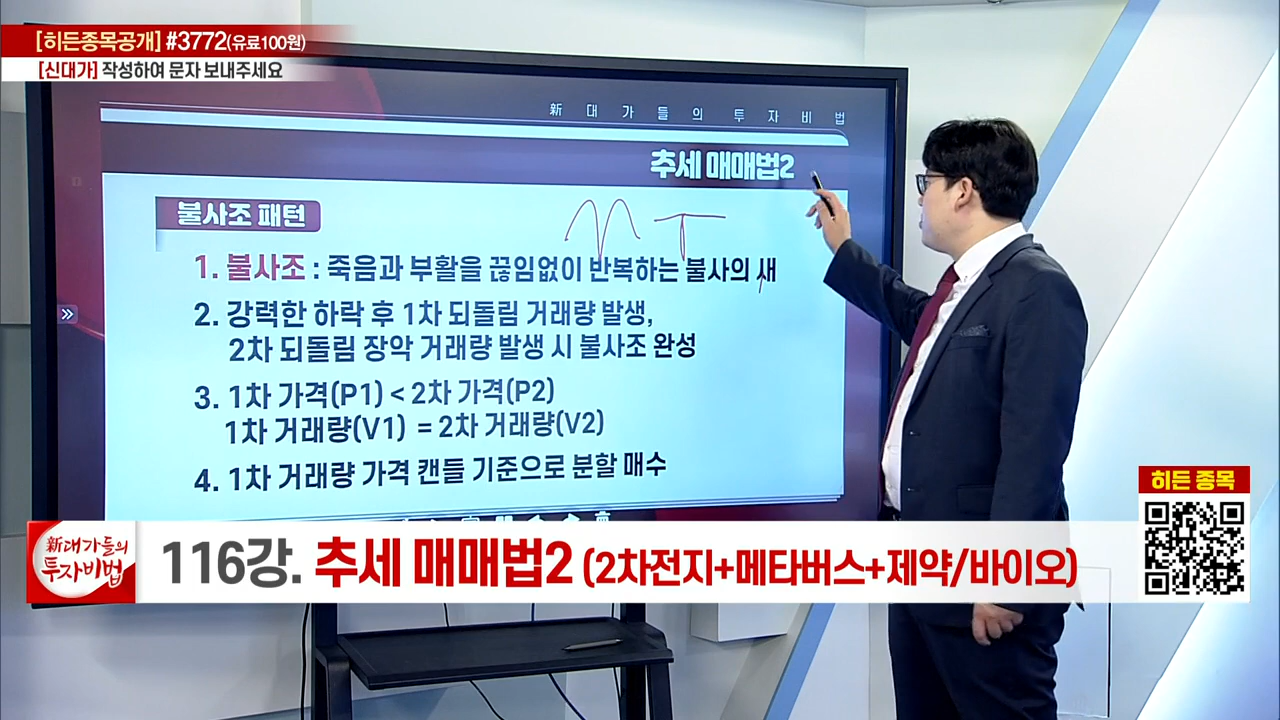 [히든종목공개] #3772(유료100원)
[신대가] 작성하여 문자 보내주세요
新 대 가 들 의 투 자 비 법
추세 매매법2
불사조 패턴
1. 불사조 : 죽음과 부활을 끊임없이 반복하는 불사의 새
2. 강력한 하락 후 1차 되돌림 거래량 발생,
2차 되돌림 장악 거래량 발생 시 불사조 완성
3. 1차 가격(P1) < 2차 가격(P2)
1차 거래량(V1) = 2차 거래량(V2)
4. 1차 거래량 가격 캔들 기준으로 분할 매수
히든 종목
新대가들의
투자비법
116강. 추세 매매법2 (2차전지+메타버스+제약/바이오)